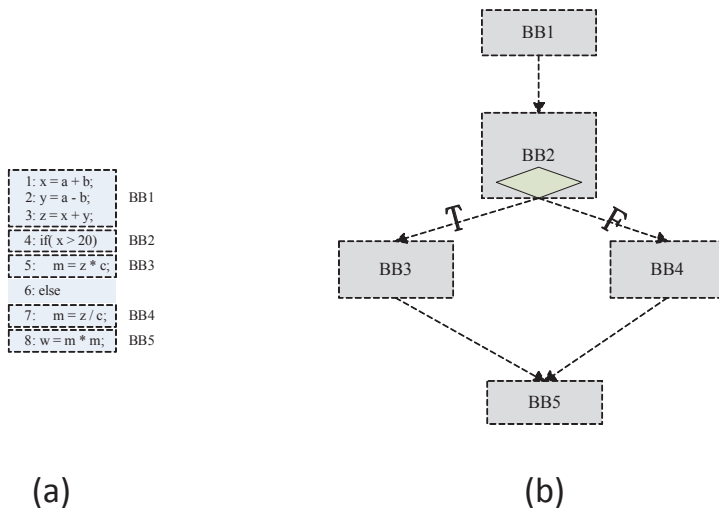 1: x = a + b;
2: y = a - b;
3: z = x + y;
BB1
4: if( x > 20)
BB2
5: m = z * c;
BB3
6: else
7: m = z / c;
BB4
8: w = m * m;
BB5
(a)
BB1
BB2
T
F
BB3
BB4
BB5
(b)